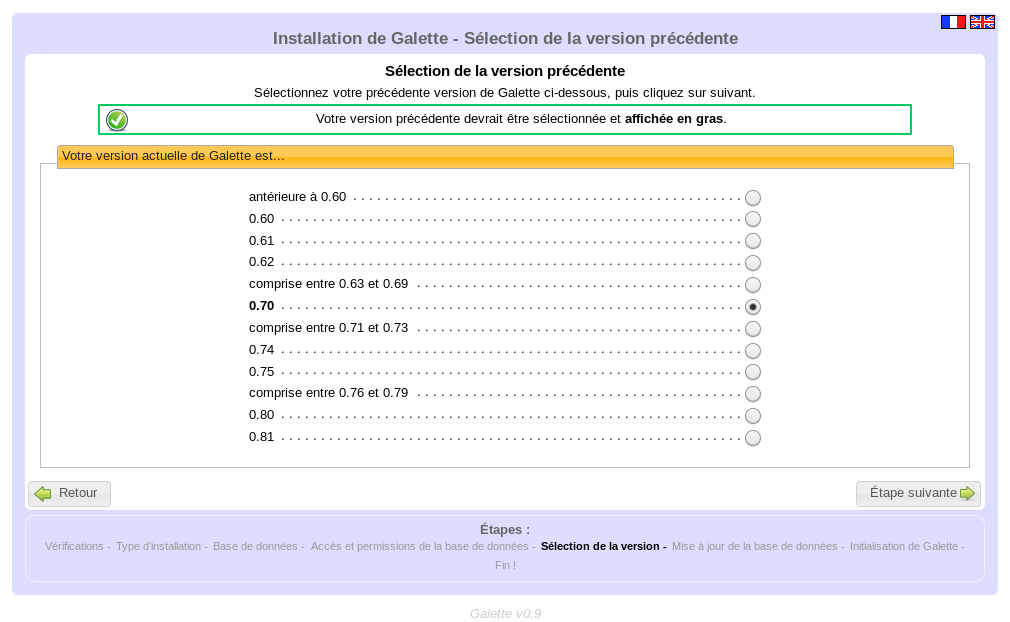 Installation de Galette - Sélection de la version précédente
Sélection de la version précédente
Sélectionnez votre précédente version de Galette ci-dessous, puis cliquez sur suivant.
Votre version précédente devrait être sélectionnée et affichée en gras.
Votre version actuelle de Galette est...
antérieure à 0.60
0.60
0.61
0.62
comprise entre 0.63 et 0.69
0.70
comprise entre 0.71 et 0.73
0.74
0.75
comprise entre 0.76 et 0.79
0.80
0.81
Retour
Étape suivante
Étapes :
Vérifications - Type d'installation - Base de données - Accès et permissions de la base de données - Sélection de la version - Mise à jour de la base de données - Initialisation de Galette -
Fin !
Galette v0.9